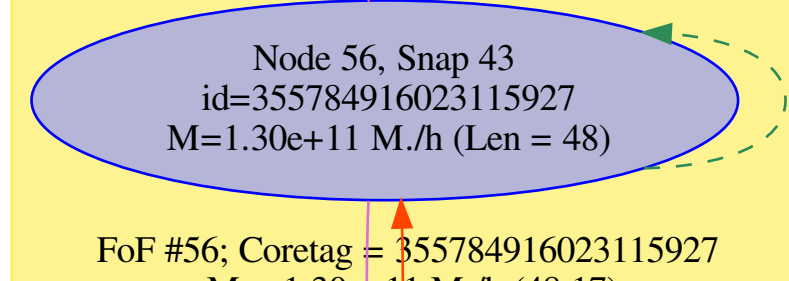 Node 56, Snap 43
id=355784916023115927
M=1.30e+11 M./h (Len = 48)
FoF #56; Coretag = 355784916023115927